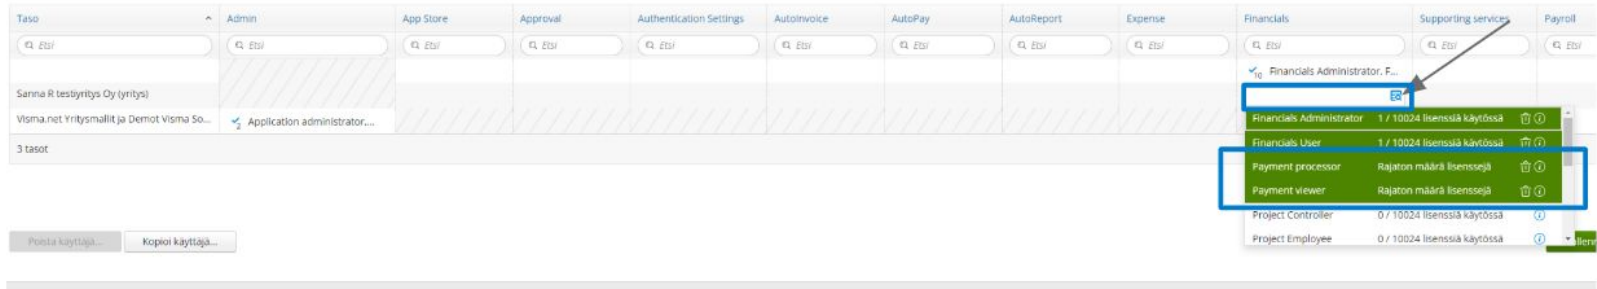 Taso Admin App Store Approval Authentication Settings AutoInvoice AutoPay AutoReport Expense Financials Supporting services Payroll
Etsi Etsi Etsi Etsi Etsi Etsi Etsi Etsi Etsi Etsi Etsi Etsi
10 Financials Administrator, F...
Sanna R testiyritys Oy (yritys)
Visma.net Yritysmallit ja Demot Visma So... 2 Application administrator,...
Financials Administrator 1 / 10024 lisenssiä käytössä
3 tasot
Financials User 1 / 10024 lisenssiä käytössä
Payment processor Rajaton määrä lisenssejä
Payment viewer Rajaton määrä lisenssejä
Project Controller 0 / 10024 lisenssiä käytössä
Project Employee 0 / 10024 lisenssiä käytössä
Poista käyttäjä... Kopioi käyttäjä...